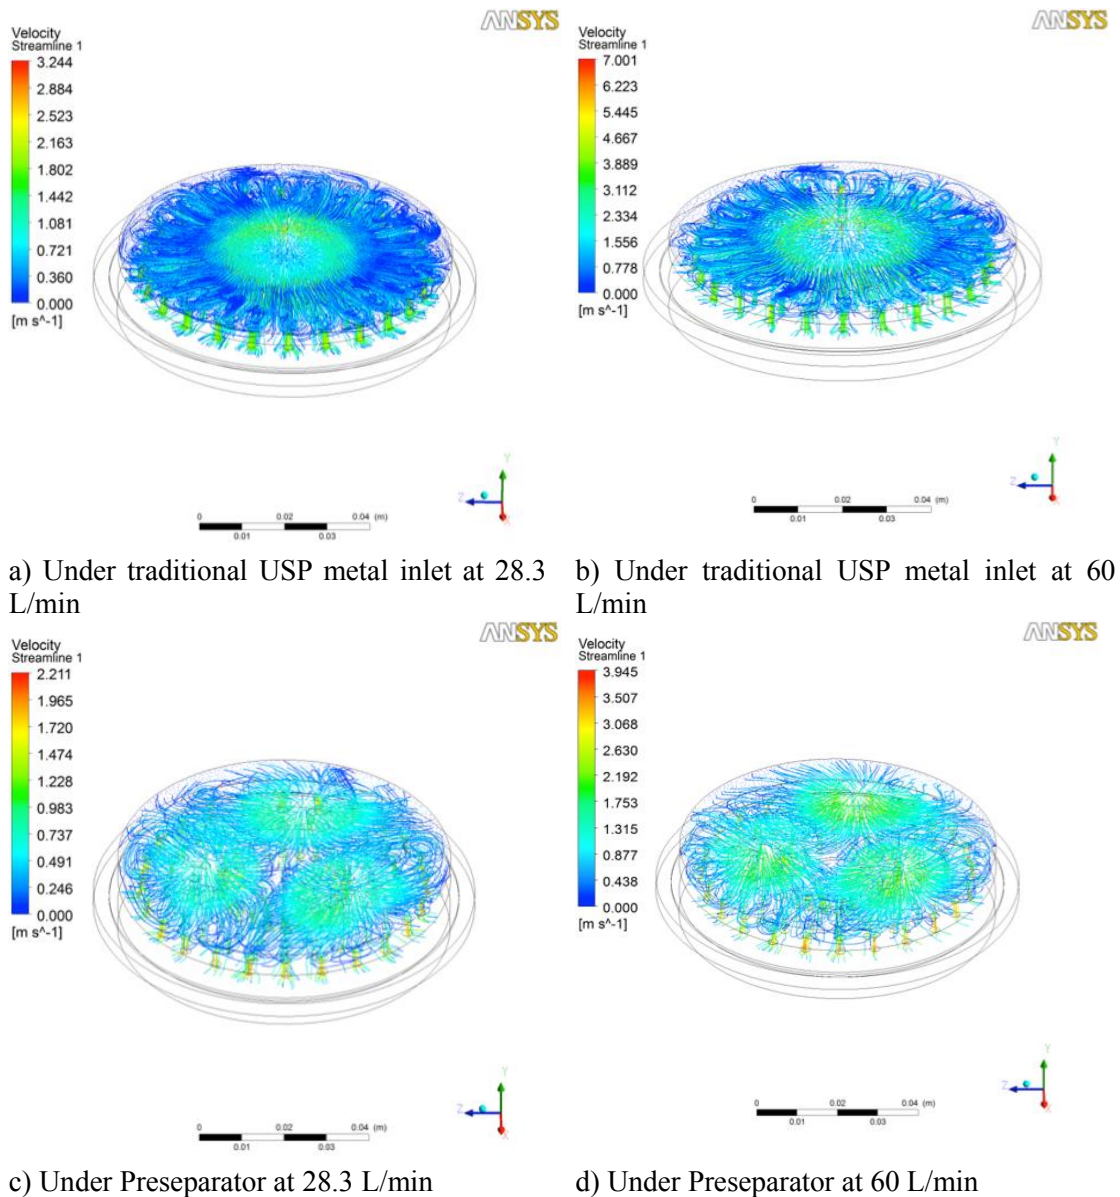 ANSYS
Velocity
Streamline 1
3.244
2.884
2.523
2.163
1.802
1.442
1.081
0.721
0.360
0.000
[m s^-1]
Y
Z
X
0
0.02
0.04 (m)
0.01
0.03
ANSYS
Velocity
Streamline 1
7.001
6.223
5.445
4.667
3.889
3.112
2.334
1.556
0.778
0.000
[m s^-1]
Y
Z
X
0
0.02
0.04 (m)
0.01
0.03
a) Under traditional USP metal inlet at 28.3
L/min
b) Under traditional USP metal inlet at 60
L/min
ANSYS
Velocity
Streamline 1
2.211
1.965
1.720
1.474
1.228
0.983
0.737
0.491
0.246
0.000
[m s^-1]
Y
Z
X
0
0.02
0.04 (m)
0.01
0.03
ANSYS
Velocity
Streamline 1
3.945
3.507
3.068
2.630
2.192
1.753
1.315
0.877
0.438
0.000
[m s^-1]
Y
Z
X
0
0.02
0.04 (m)
0.01
0.03
c) Under Preseparator at 28.3 L/min
d) Under Preseparator at 60 L/min